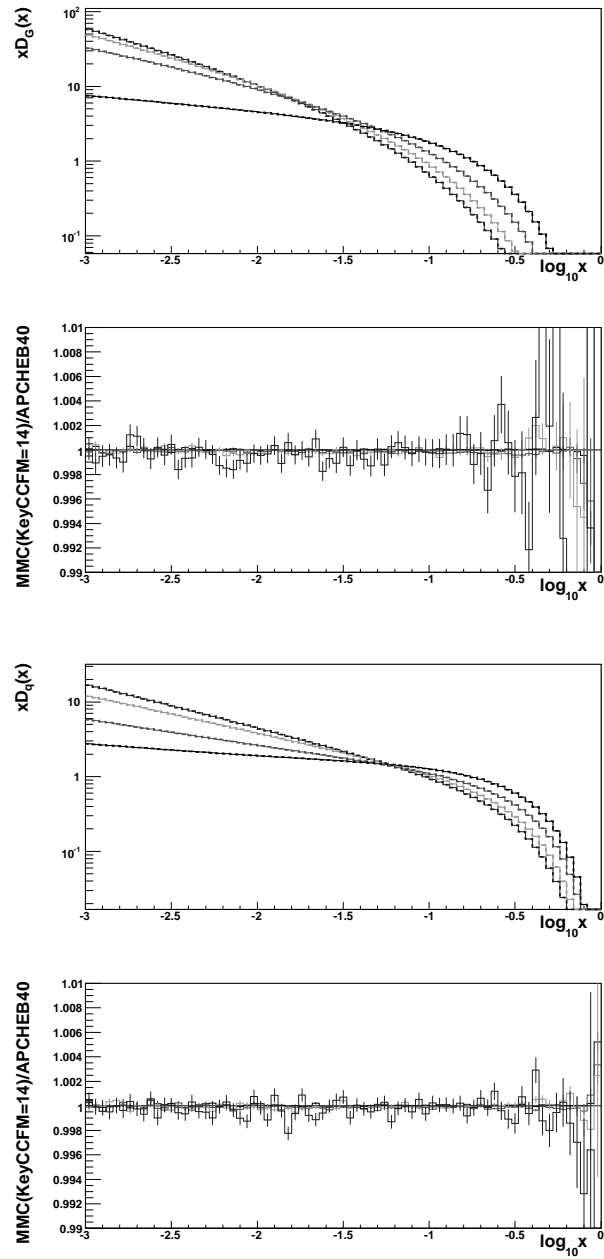 xD_G(x)
10^2
10
1
10^-1
-3 -2.5 -2 -1.5 -1 -0.5 0
log_10 x
MMC(KeyCCFM=14)/APCHEB40
1.01
1.008
1.006
1.004
1.002
1
0.998
0.996
0.994
0.992
0.99
-3 -2.5 -2 -1.5 -1 -0.5 0
log_10 x
xD_q(x)
10
1
10^-1
-3 -2.5 -2 -1.5 -1 -0.5 0
log_10 x
MMC(KeyCCFM=14)/APCHEB40
1.01
1.008
1.006
1.004
1.002
1
0.998
0.996
0.994
0.992
0.99
-3 -2.5 -2 -1.5 -1 -0.5 0
log_10 x